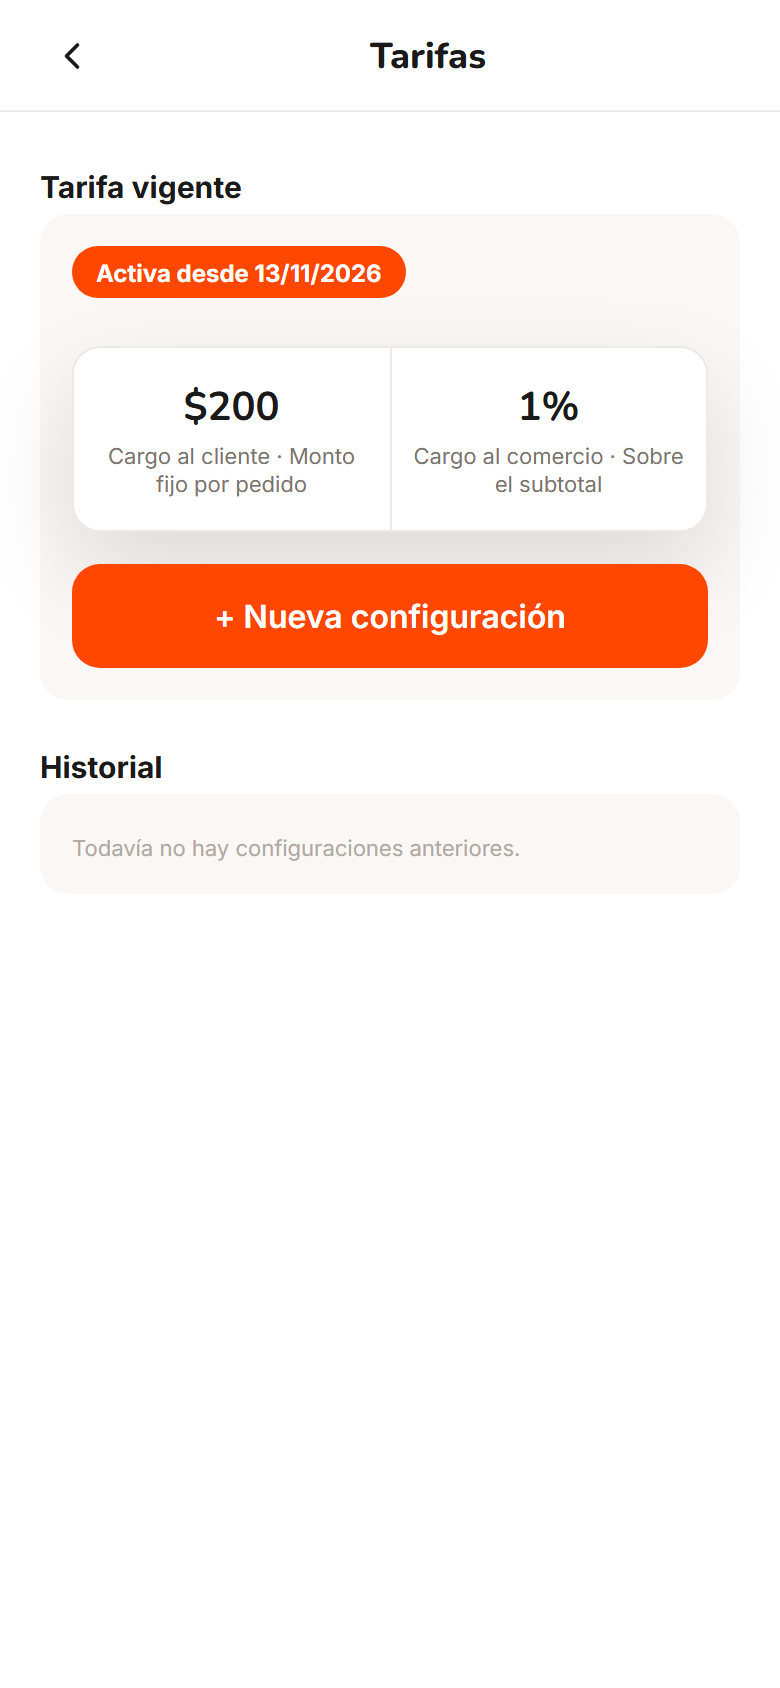 Tarifas
Tarifa vigente
Activa desde 13/11/2026
$200
Cargo al cliente · Monto
fijo por pedido
1%
Cargo al comercio · Sobre
el subtotal
+ Nueva configuración
Historial
Todavía no hay configuraciones anteriores.